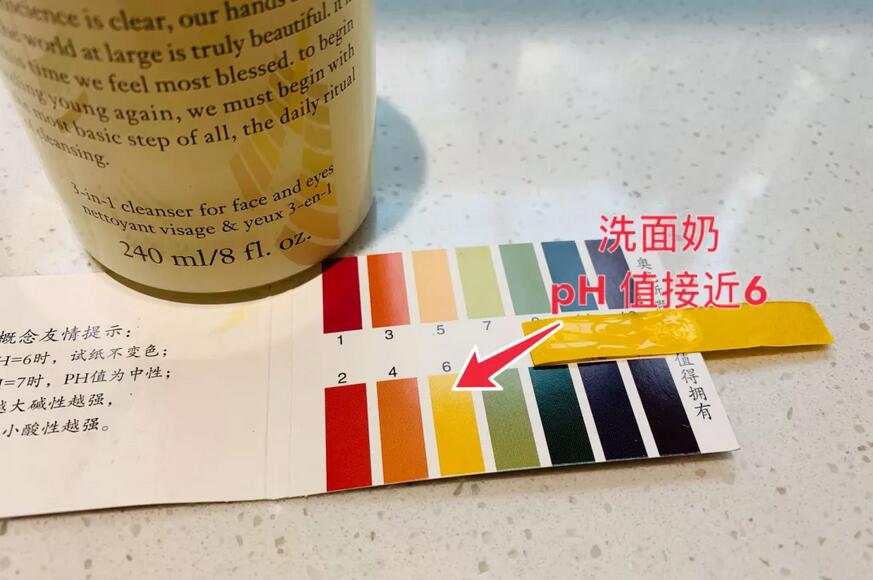 science is clear, our hands
world at large is truly beautiful. it
time we feel most blessed. to begin
young again, we must begin with
most basic step of all, the daily ritual
cleansing.
3-in-1 cleanser for face and eyes
nettoyant visage & yeux 3-en-1
240 ml/8 fl. oz.
洗面奶
pH 值接近6
概念友情提示：
H=6时，试纸不变色；
H=7时，PH值为中性；
越大碱性越强，
小酸性越强。
1 3 5 7
2 4 6
值得拥有